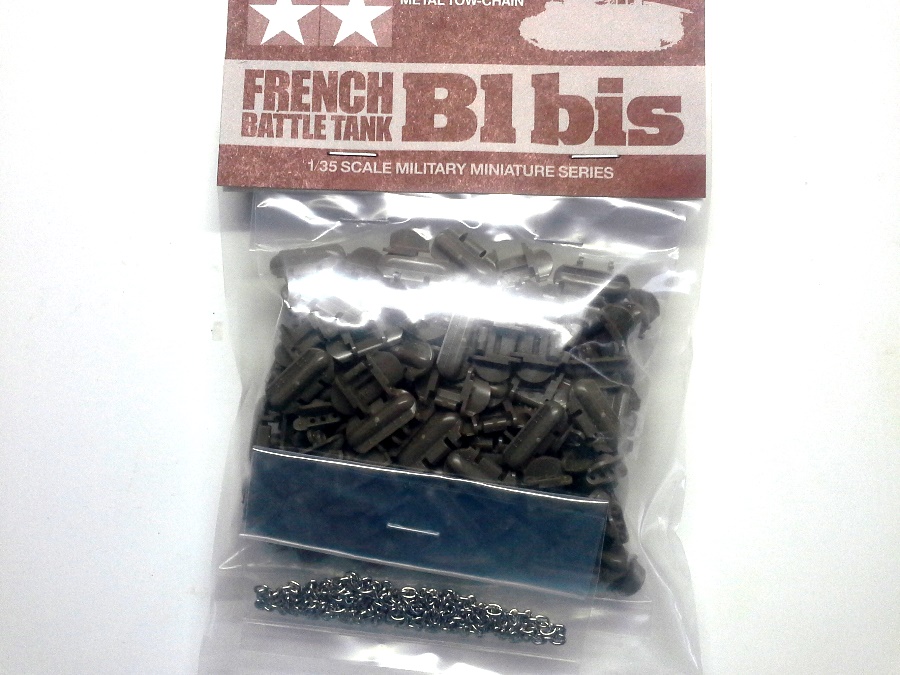 METAL TOW-CHAIN
FRENCH
BATTLE TANK
B1 bis
1/35 SCALE MILITARY MINIATURE SERIES